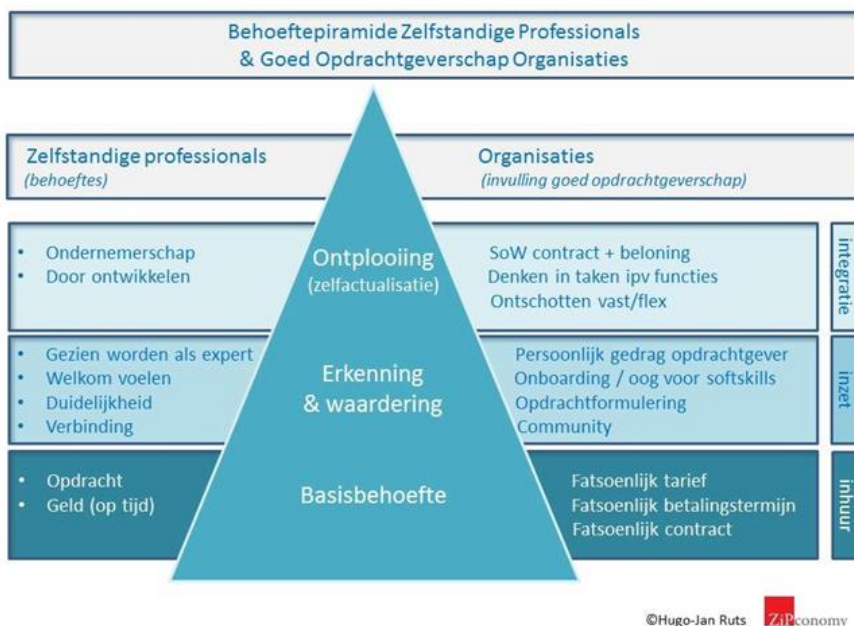 Behoeftepiramide Zelfstandige Professionals
& Goed Opdrachtgeverschap Organisaties
Zelfstandige professionals
(behoeftes)
Organisaties
(invulling goed opdrachtgeverschap)
• Ondernemerschap
• Door ontwikkelen
Ontplooiing
(zelfactualisatie)
SoW contract + beloning
Denken in taken ipv functies
Ontschotten vast/flex
integratie
• Gezien worden als expert
• Welkom voelen
• Duidelijkheid
• Verbinding
Erkenning
& waardering
Persoonlijk gedrag opdrachtgever
Onboarding / oog voor softskills
Opdrachtformulering
Community
inzet
• Opdracht
• Geld (op tijd)
Basisbehoefte
Fatsoenlijk tarief
Fatsoenlijk betalingstermijn
Fatsoenlijk contract
inhuur
©Hugo-Jan Ruts
ZiPconomy